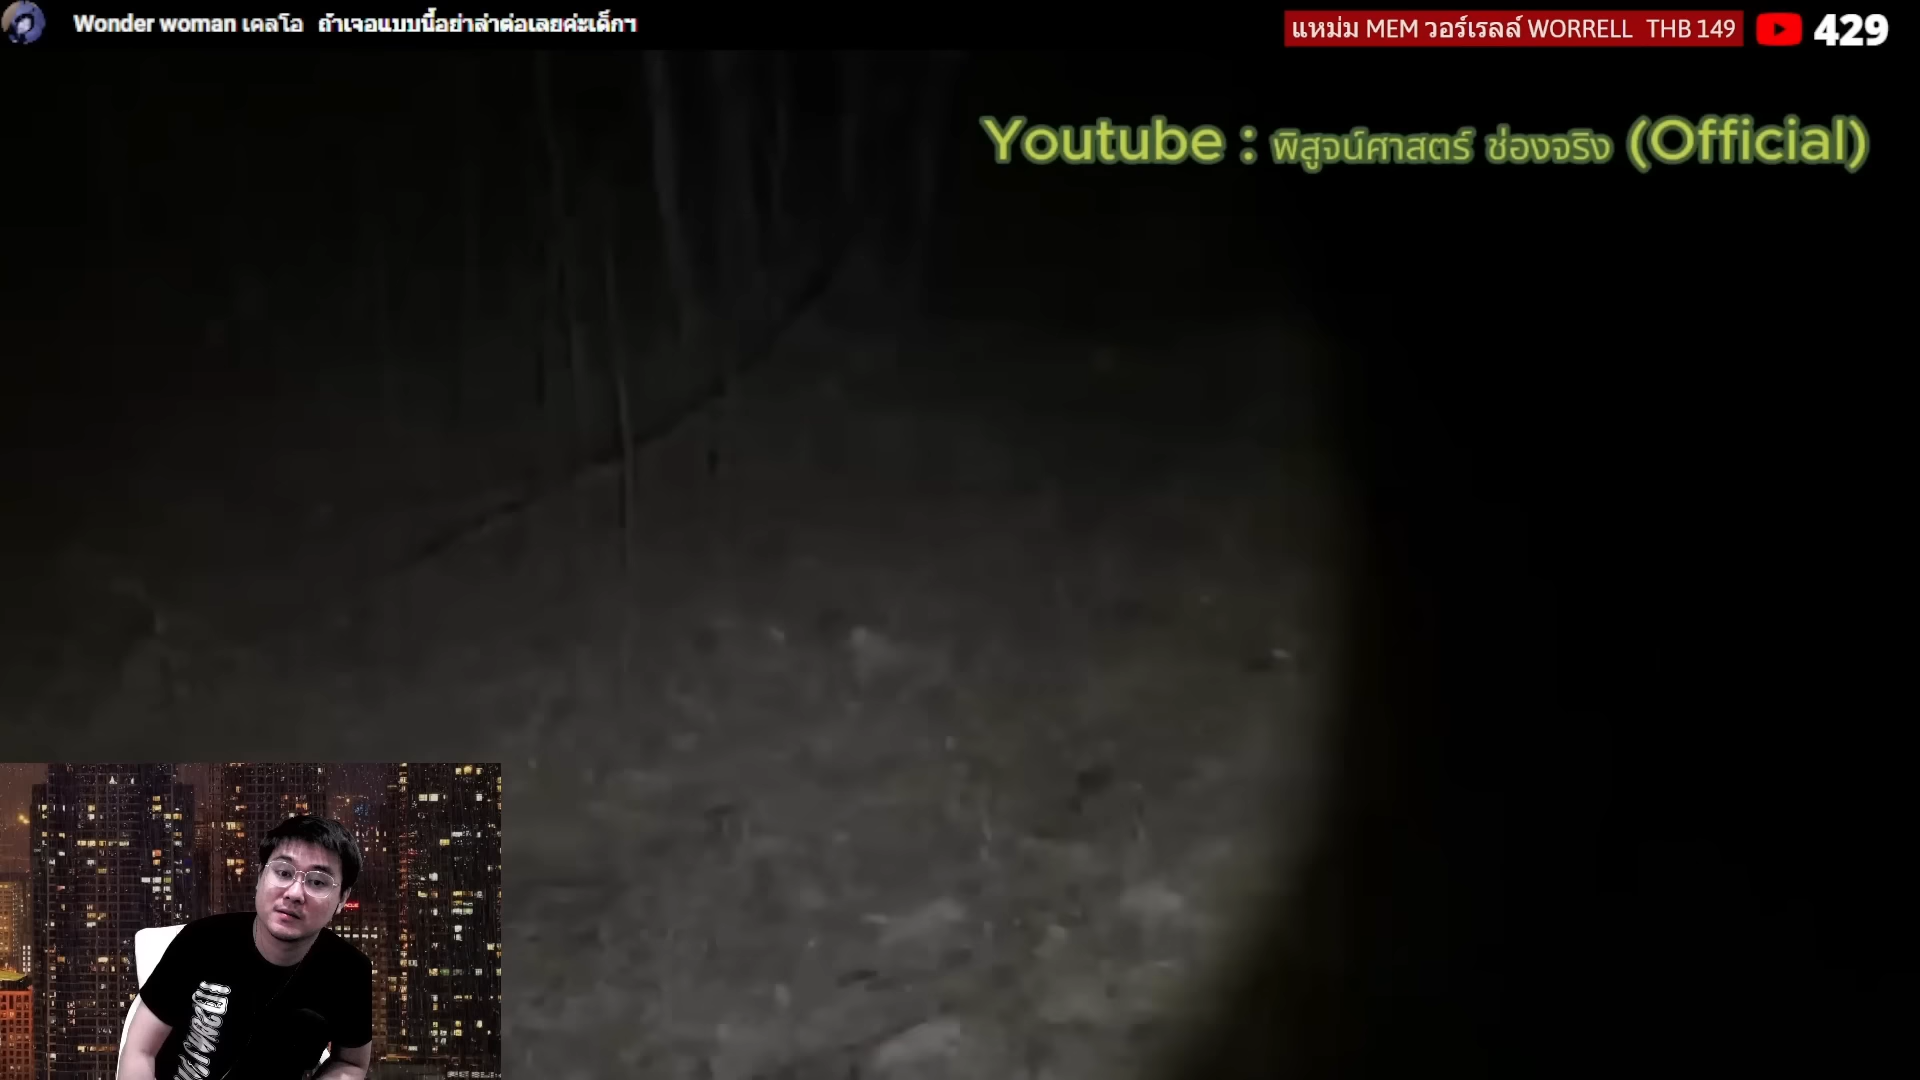 Wonder woman เคลโอ ถ้าเจอแบบนี้อย่าล่าต่อเลยค่ะเด็กๆ
แหม่ม MEM วอร์เรลล์ WORRELL THB 149
429
Youtube : พิสูจน์ศาสตร์ ช่องจริง (Official)